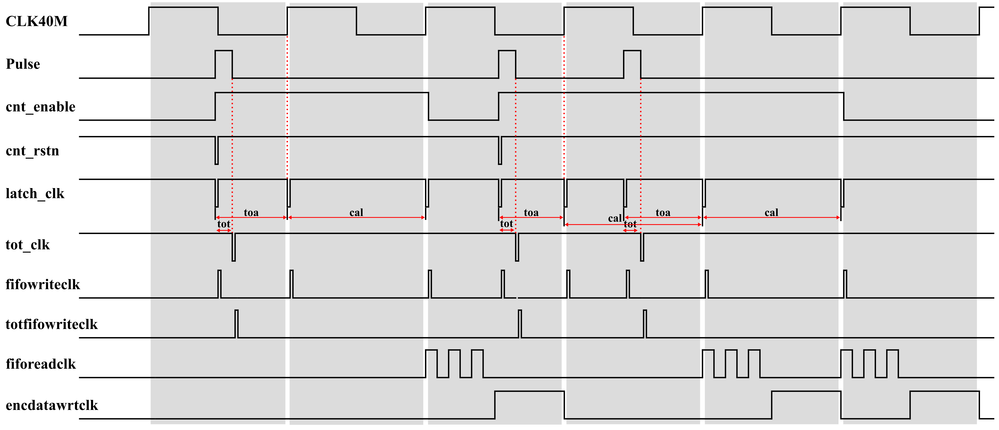 CLK40M
Pulse
cnt_enable
cnt_rstn
latch_clk
toa cal toa toa cal
cal
tot tot tot
tot_clk
fifowriteclk
totfifowriteclk
fiforeadclk
encdatawrtclk